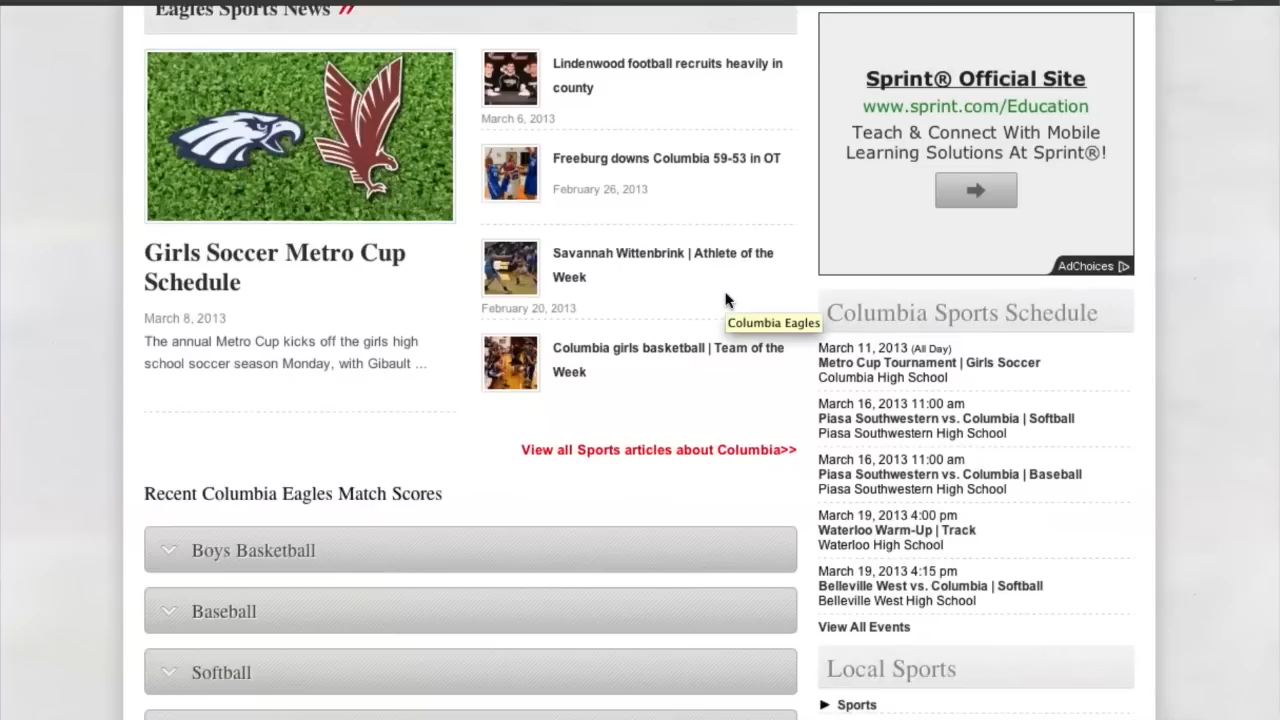 Eagles Sports News
Girls Soccer Metro Cup
Schedule
March 8, 2013
The annual Metro Cup kicks off the girls high
school soccer season Monday, with Gibault ...
Lindenwood football recruits heavily in
county
March 6, 2013
Freeburg downs Columbia 59-53 in OT
February 26, 2013
Savannah Wittenbrink | Athlete of the
Week
February 20, 2013
Columbia girls basketball | Team of the
Week
View all Sports articles about Columbia>>
Columbia Eagles
Recent Columbia Eagles Match Scores
Boys Basketball
Baseball
Softball
Sprint® Official Site
www.sprint.com/Education
Teach & Connect With Mobile
Learning Solutions At Sprint®!
AdChoices
Columbia Sports Schedule
March 11, 2013 (All Day)
Metro Cup Tournament | Girls Soccer
Columbia High School
March 16, 2013 11:00 am
Piasa Southwestern vs. Columbia | Softball
Piasa Southwestern High School
March 16, 2013 11:00 am
Piasa Southwestern vs. Columbia | Baseball
Piasa Southwestern High School
March 19, 2013 4:00 pm
Waterloo Warm-Up | Track
Waterloo High School
March 19, 2013 4:15 pm
Belleville West vs. Columbia | Softball
Belleville West High School
View All Events
Local Sports
Sports